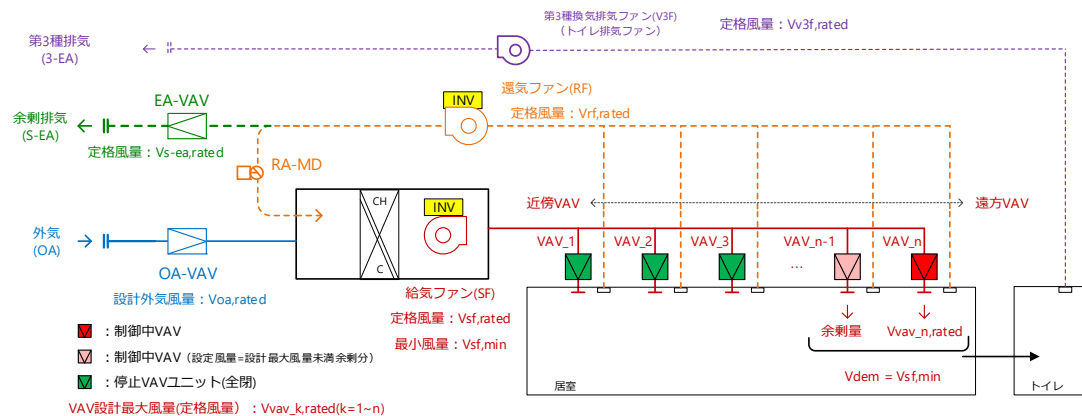 第3種換気排気ファン(V3F)
（トイレ排気ファン）
定格風量：Vv3f,rated
第3種排気
(3-EA)
EA-VAV
還気ファン(RF)
INV
定格風量：Vrf,rated
余剰排気
(S-EA)
定格風量：Vs-ea,rated
RA-MD
CH
INV
近傍VAV
遠方VAV
外気
(OA)
VAV_1
VAV_2
VAV_3
VAV_n-1
VAV_n
…
C
OA-VAV
設計外気風量：Voa,rated
給気ファン(SF)
定格風量：Vsf,rated
最小風量：Vsf,min
余剰量
Vvav_n,rated
：制御中VAV
：制御中VAV（設定風量=設計最大風量未満余剰分）
：停止VAVユニット(全閉)
Vdem = Vsf,min
居室
トイレ
VAV設計最大風量(定格風量）：Vvav_k,rated(k=1~n)